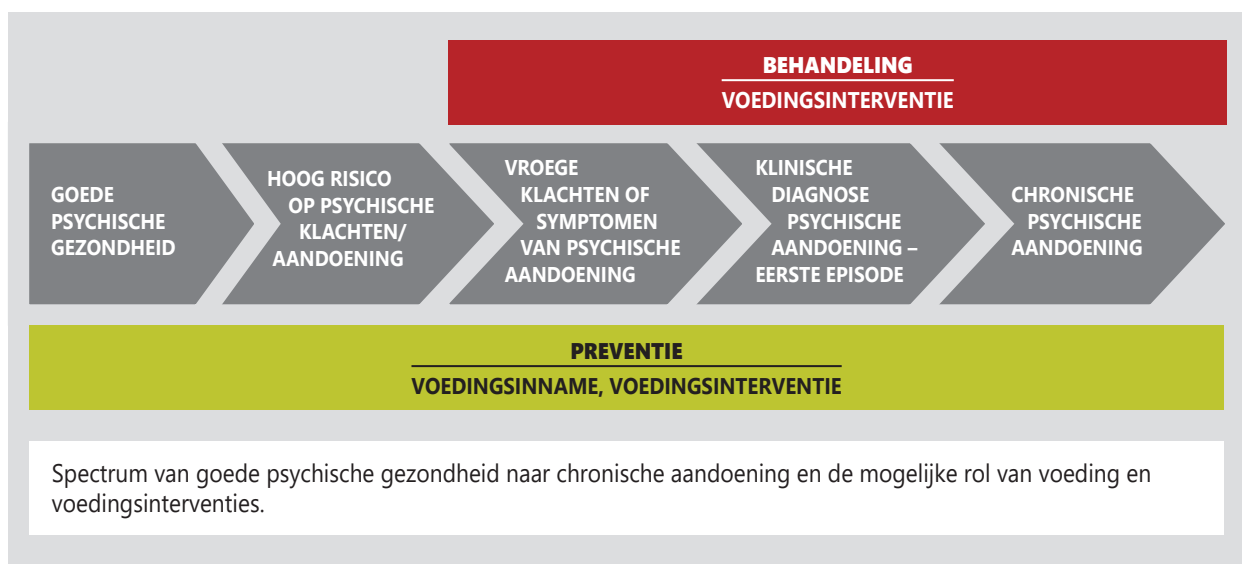 BEHANDELING
VOEDINGSINTERVENTIE
GOEDE
PSYCHISCHE
GEZONDHEID
HOOG RISICO
OP PSYCHISCHE
KLACHTEN/
AANDOENING
VROEGE
KLACHTEN OF
SYMPTOMEN
VAN PSYCHISCHE
AANDOENING
KLINISCHE
DIAGNOSE
PSYCHISCHE
AANDOENING –
EERSTE EPISODE
CHRONISCHE
PSYCHISCHE
AANDOENING
PREVENTIE
VOEDINGSINNAME, VOEDINGSINTERVENTIE
Spectrum van goede psychische gezondheid naar chronische aandoening en de mogelijke rol van voeding en
voedingsinterventies.